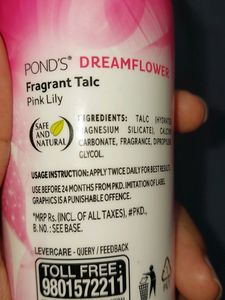 POND'S® DREAMFLOWER
Fragrant Talc
Pink Lily
SAFE
AND
NATURAL
INGREDIENTS: TALC (HYDRATED
MAGNESIUM SILICATE), CALCIUM
CARBONATE, FRAGRANCE, DIPROPYLENE
GLYCOL.
USAGE INSTRUCTION: APPLY TWICE DAILY FOR BEST RESULTS.
USE BEFORE 24 MONTHS FROM PKD. IMITATION OF LABEL
GRAPHICS IS A PUNISHABLE OFFENCE.
*MRP Rs. (INCL. OF ALL TAXES), #PKD.,
B. NO.: SEE BASE.
LEVERCARE - QUERY / FEEDBACK
TOLL FREE:
9801572211